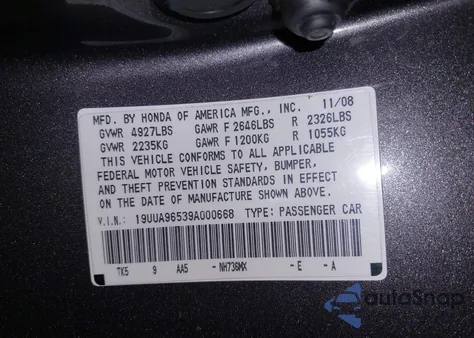 MFD. BY HONDA OF AMERICA MFG., INC. 11/08
GVWR 4927LBS GAWR F 2646LBS R 2326LBS
GVWR 2235KG GAWR F 1200KG R 1055KG
THIS VEHICLE CONFORMS TO ALL APPLICABLE
FEDERAL MOTOR VEHICLE SAFETY, BUMPER,
AND THEFT PREVENTION STANDARDS IN EFFECT
ON THE DATE OF MANUFACTURE SHOWN ABOVE.
V.I.N.: 19UUA96539A000668 TYPE: PASSENGER CAR
TK5 9 AA5 -NH736MX -E -A
autoSnap